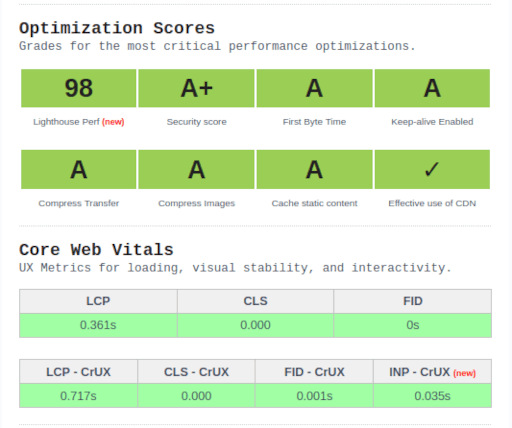 Optimization Scores
Grades for the most critical performance optimizations.
98 A+ A A
Lighthouse Perf (new) Security score First Byte Time Keep-alive Enabled
A A A ✓
Compress Transfer Compress Images Cache static content Effective use of CDN
Core Web Vitals
UX Metrics for loading, visual stability, and interactivity.
LCP CLS FID
0.361s 0.000 0s
LCP - CrUX CLS - CrUX FID - CrUX INP - CrUX (new)
0.717s 0.000 0.001s 0.035s